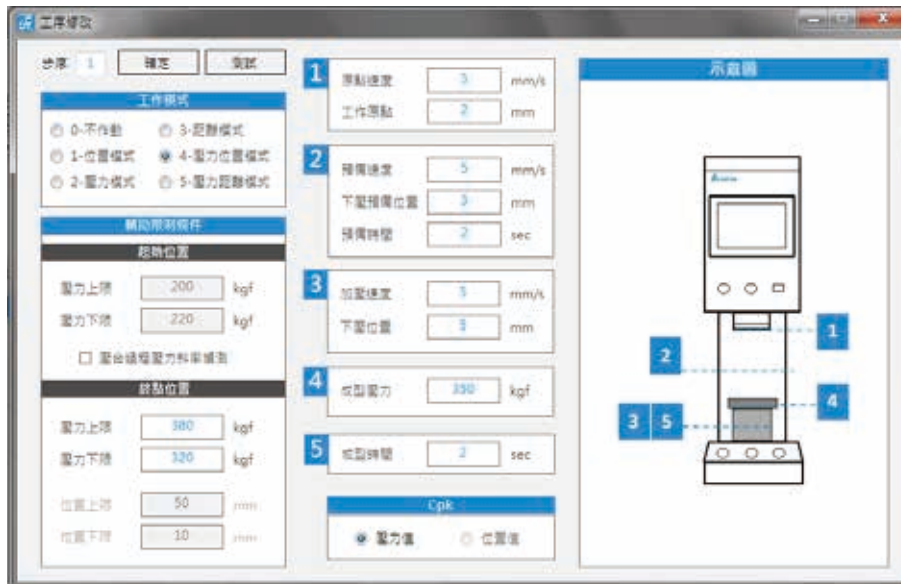 工序修改
步序 1 確定 測試
工作模式
0-不作動 3-距離模式
1-位置模式 4-壓力位置模式
2-壓力模式 5-壓力距離模式
輔助限制條件
起始位置
壓力上限 200 kgf
壓力下限 220 kgf
壓合過程壓力斜率偵測
終點位置
壓力上限 380 kgf
壓力下限 320 kgf
位置上限 50 mm
位置下限 10 mm
1
原點速度 5 mm/s
工作原點 2 mm
2
預備速度 5 mm/s
下壓預備位置 3 mm
預備時間 2 sec
3
加壓速度 5 mm/s
下壓位置 5 mm
4
成型壓力 350 kgf
5
成型時間 2 sec
Cpk
壓力值 位置值
示意圖
1
2
4
3 5